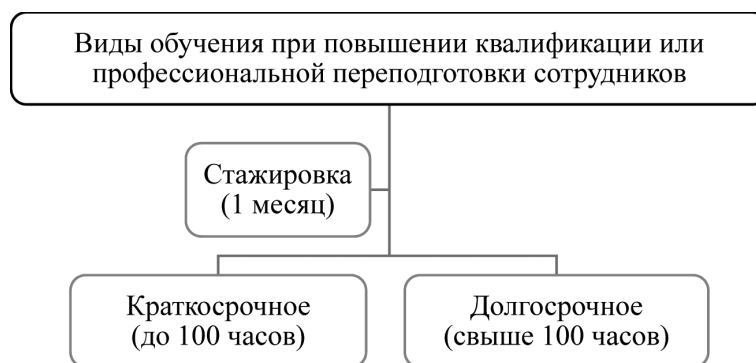 Виды обучения при повышении квалификации или
профессиональной переподготовки сотрудников
Стажировка
(1 месяц)
Краткосрочное
(до 100 часов)
Долгосрочное
(свыше 100 часов)